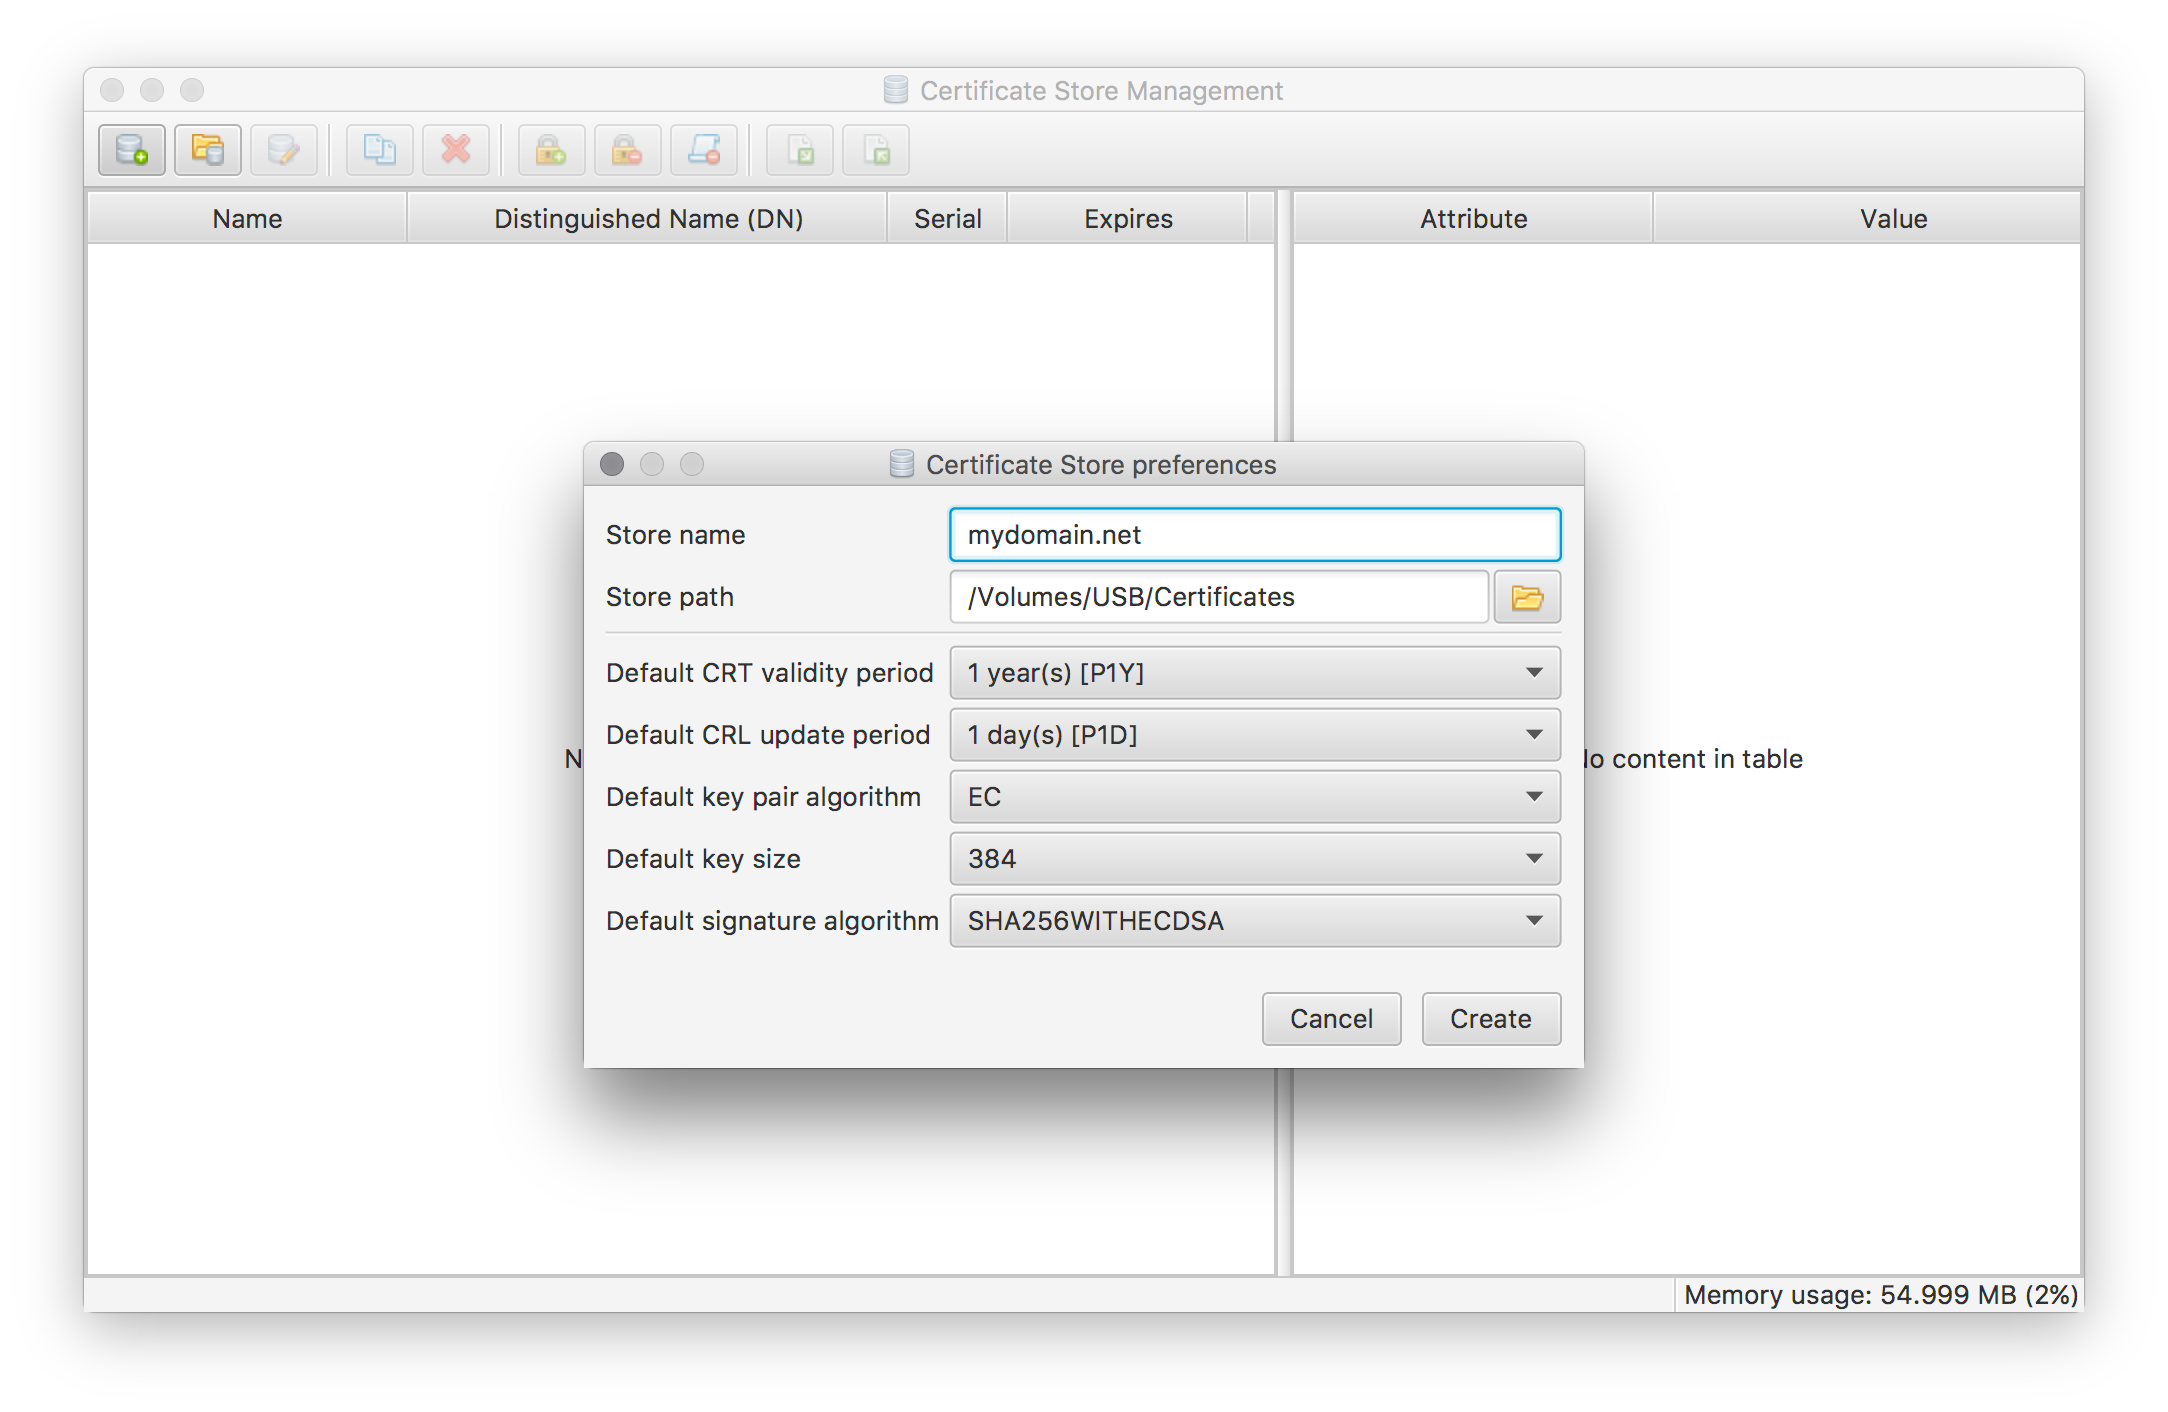 Certificate Store Management
Name Distinguished Name (DN) Serial Expires Attribute Value
Certificate Store preferences
Store name mydomain.net
Store path /Volumes/USB/Certificates
Default CRT validity period 1 year(s) [P1Y]
Default CRL update period 1 day(s) [P1D]
content in table
Default key pair algorithm EC
Default key size 384
Default signature algorithm SHA256WITHECDSA
Cancel Create
Memory usage: 54.999 MB (2%)